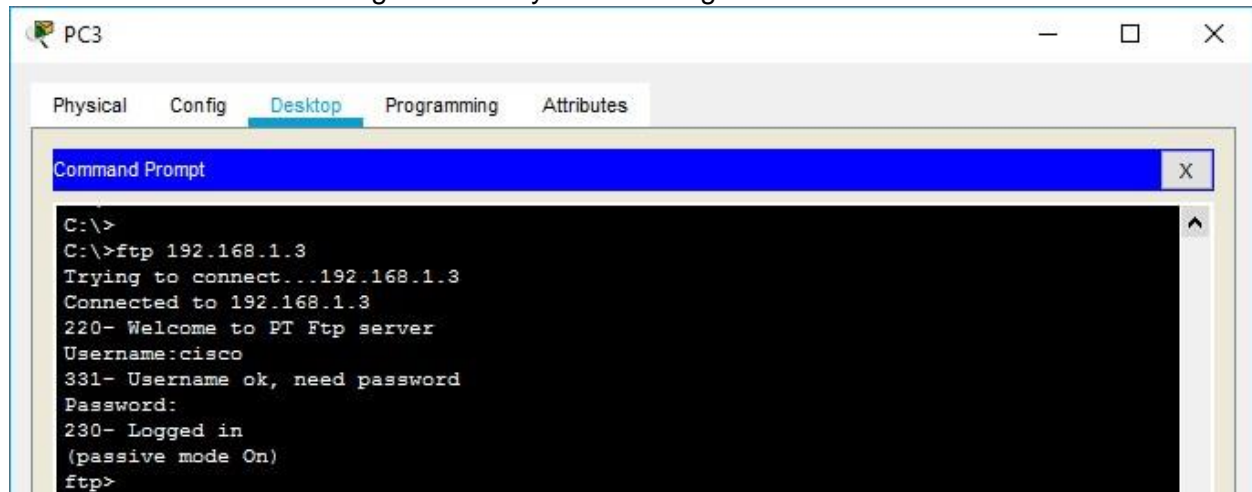 PC3
Physical Config Desktop Programming Attributes
Command Prompt
X
C:\>
C:\>ftp 192.168.1.3
Trying to connect...192.168.1.3
Connected to 192.168.1.3
220- Welcome to PT Ftp server
Username:cisco
331- Username ok, need password
Password:
230- Logged in
(passive mode On)
ftp>